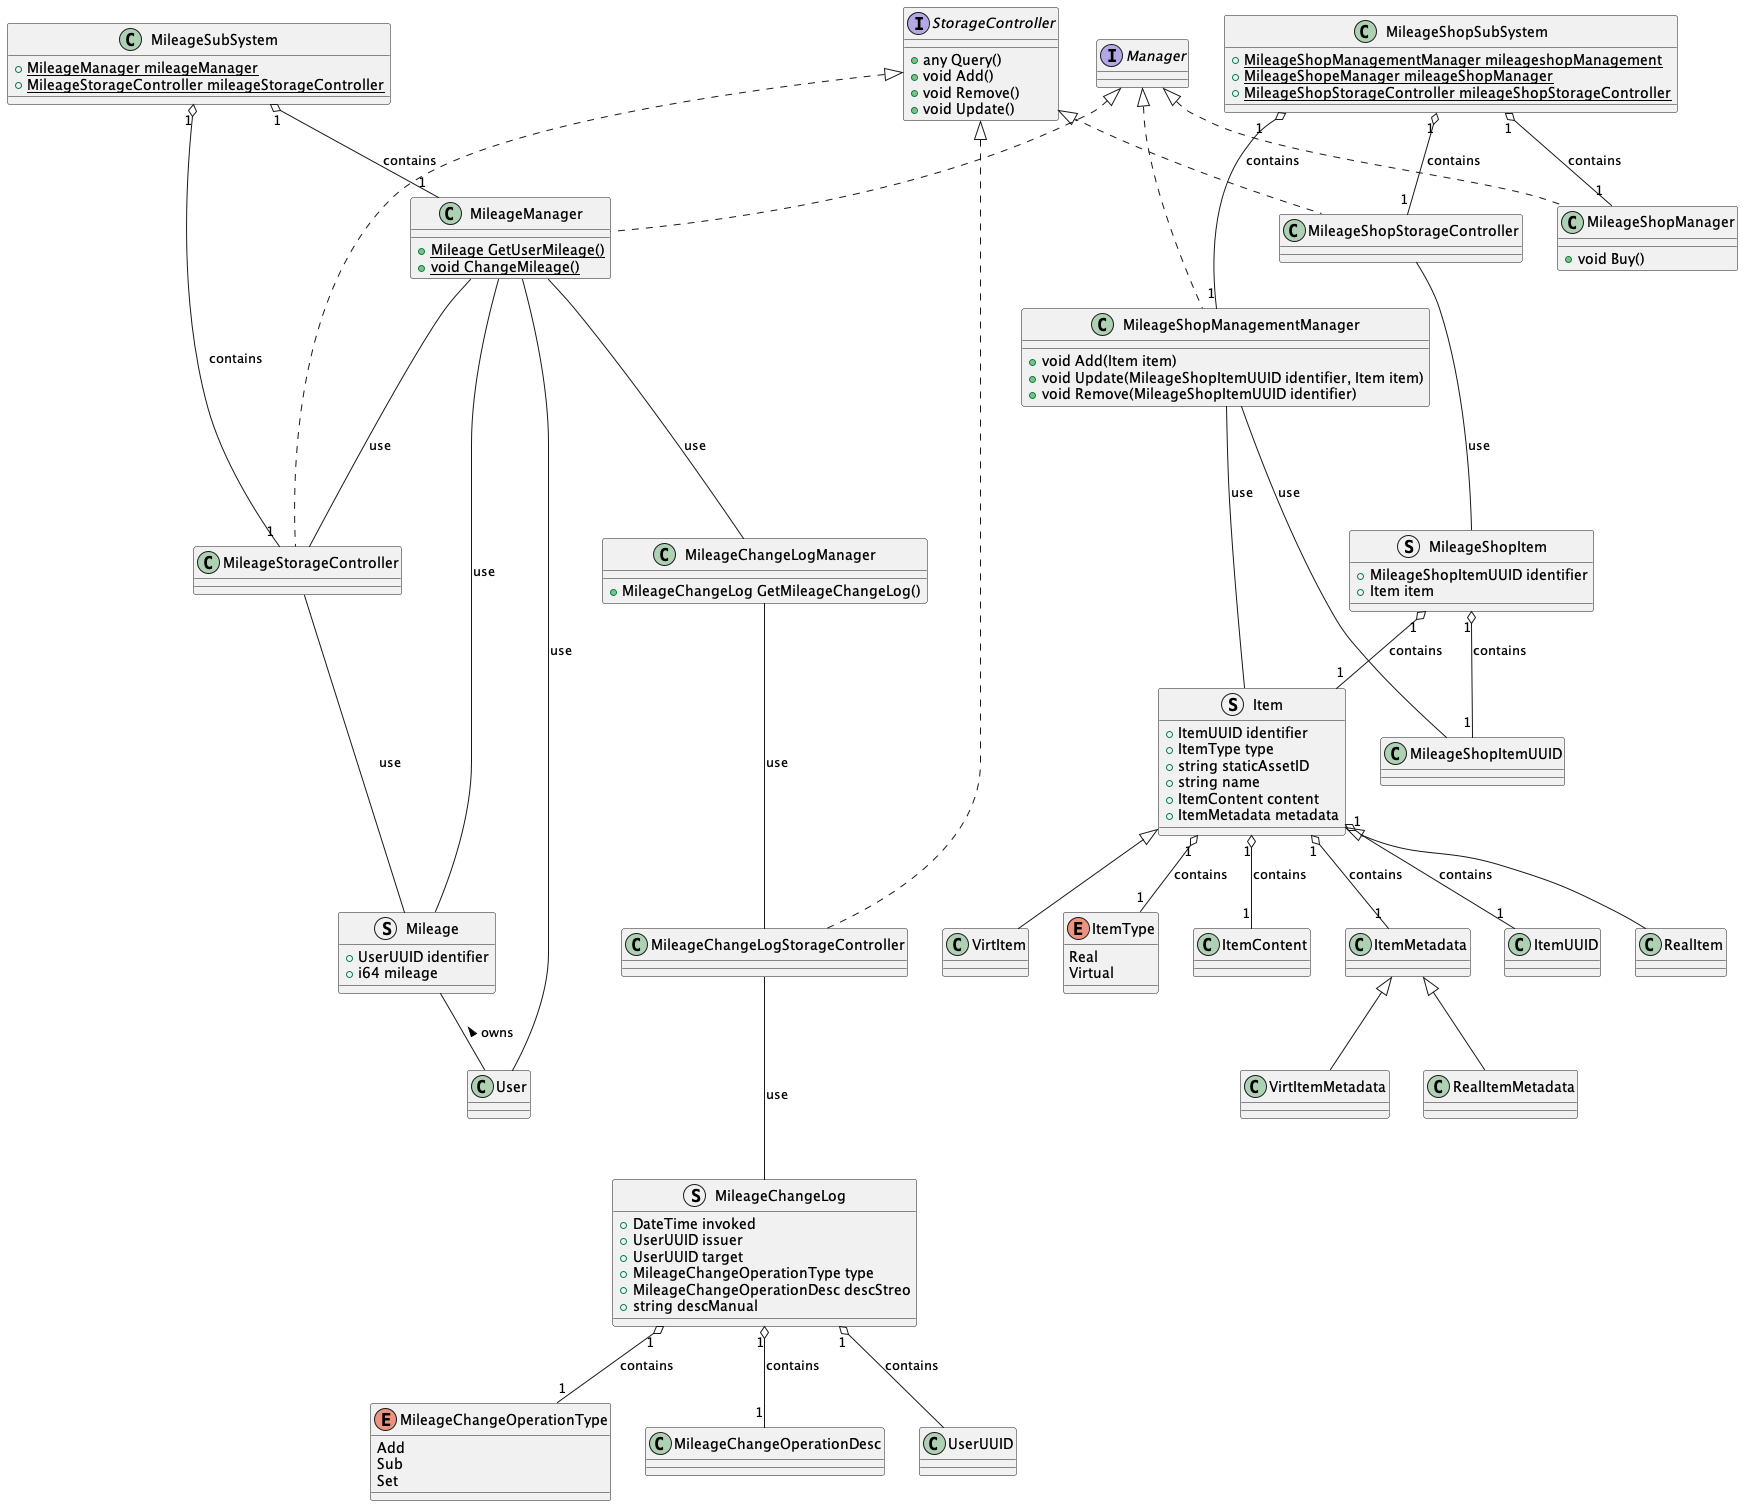 MileageSubSystem
MileageManager mileageManager
MileageStorageController mileageStorageController
StorageController
any Query()
void Add()
void Remove()
void Update()
Manager
MileageShopSubSystem
MileageShopManagementManager mileageshopManagement
MileageShopeManager mileageShopManager
MileageShopStorageController mileageShopStorageController
1
1
1
1
1
contains
contains
contains
contains
1
1
1
MileageManager
Mileage GetUserMileage()
void ChangeMileage()
MileageShopStorageController
MileageShopManager
void Buy()
1
MileageShopManagementManager
void Add(Item item)
void Update(MileageShopItemUUID identifier, Item item)
void Remove(MileageShopItemUUID identifier)
contains
use
use
use
use
use
1
MileageStorageController
MileageChangeLogManager
MileageChangeLog GetMileageChangeLog()
MileageShopItem
MileageShopItemUUID identifier
Item item
use
1
1
use
contains
contains
1
Item
ItemUUID identifier
ItemType type
string staticAssetID
string name
ItemContent content
ItemMetadata metadata
1
MileageShopItemUUID
use
use
1
1
1
1
contains
contains
contains
contains
1
1
1
1
Mileage
UserUUID identifier
i64 mileage
MileageChangeLogStorageController
VirtItem
ItemType
Real
Virtual
ItemContent
ItemMetadata
ItemUUID
RealItem
owns
User
VirtItemMetadata
RealItemMetadata
use
MileageChangeLog
DateTime invoked
UserUUID issuer
UserUUID target
MileageChangeOperationType type
MileageChangeOperationDesc descStreo
string descManual
1
1
1
contains
contains
contains
1
1
MileageChangeOperationType
Add
Sub
Set
MileageChangeOperationDesc
UserUUID